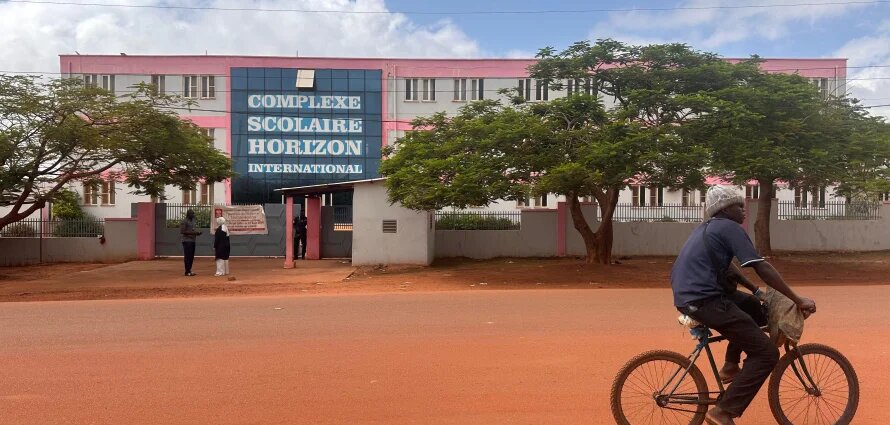 COMPLEXE
SCOLAIRE
HORIZON
INTERNATIONAL